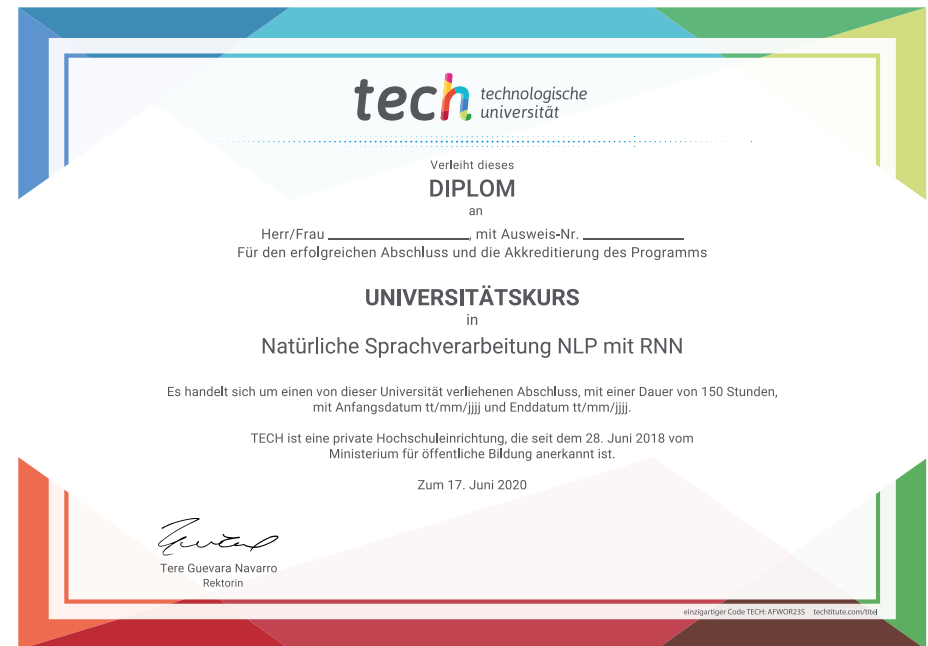 tech technologische
universität
Verleiht dieses
DIPLOM
an
Herr/Frau ____________________, mit Ausweis-Nr. ______________
Für den erfolgreichen Abschluss und die Akkreditierung des Programms
UNIVERSITÄTSKURS
in
Natürliche Sprachverarbeitung NLP mit RNN
Es handelt sich um einen von dieser Universität verliehenen Abschluss, mit einer Dauer von 150 Stunden,
mit Anfangsdatum tt/mm/jjjj und Enddatum tt/mm/jjjj.
TECH ist eine private Hochschuleinrichtung, die seit dem 28. Juni 2018 vom
Ministerium für öffentliche Bildung anerkannt ist.
Zum 17. Juni 2020
Tere Guevara Navarro
Rektorin
einzigartiger Code TECH: AFWOR23S techtitute.com/titel